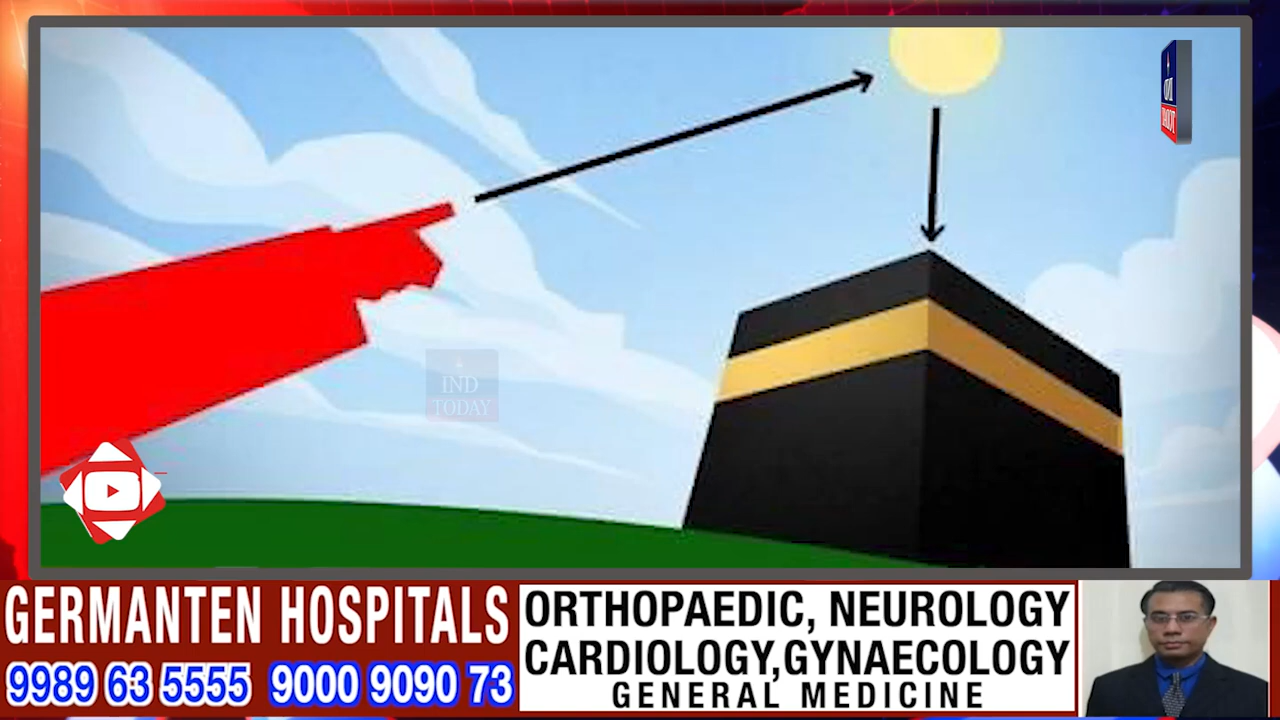 IND
TODAY
GERMANTEN HOSPITALS
9989 63 5555 9000 9090 73
ORTHOPAEDIC, NEUROLOGY
CARDIOLOGY,GYNAECOLOGY
GENERAL MEDICINE